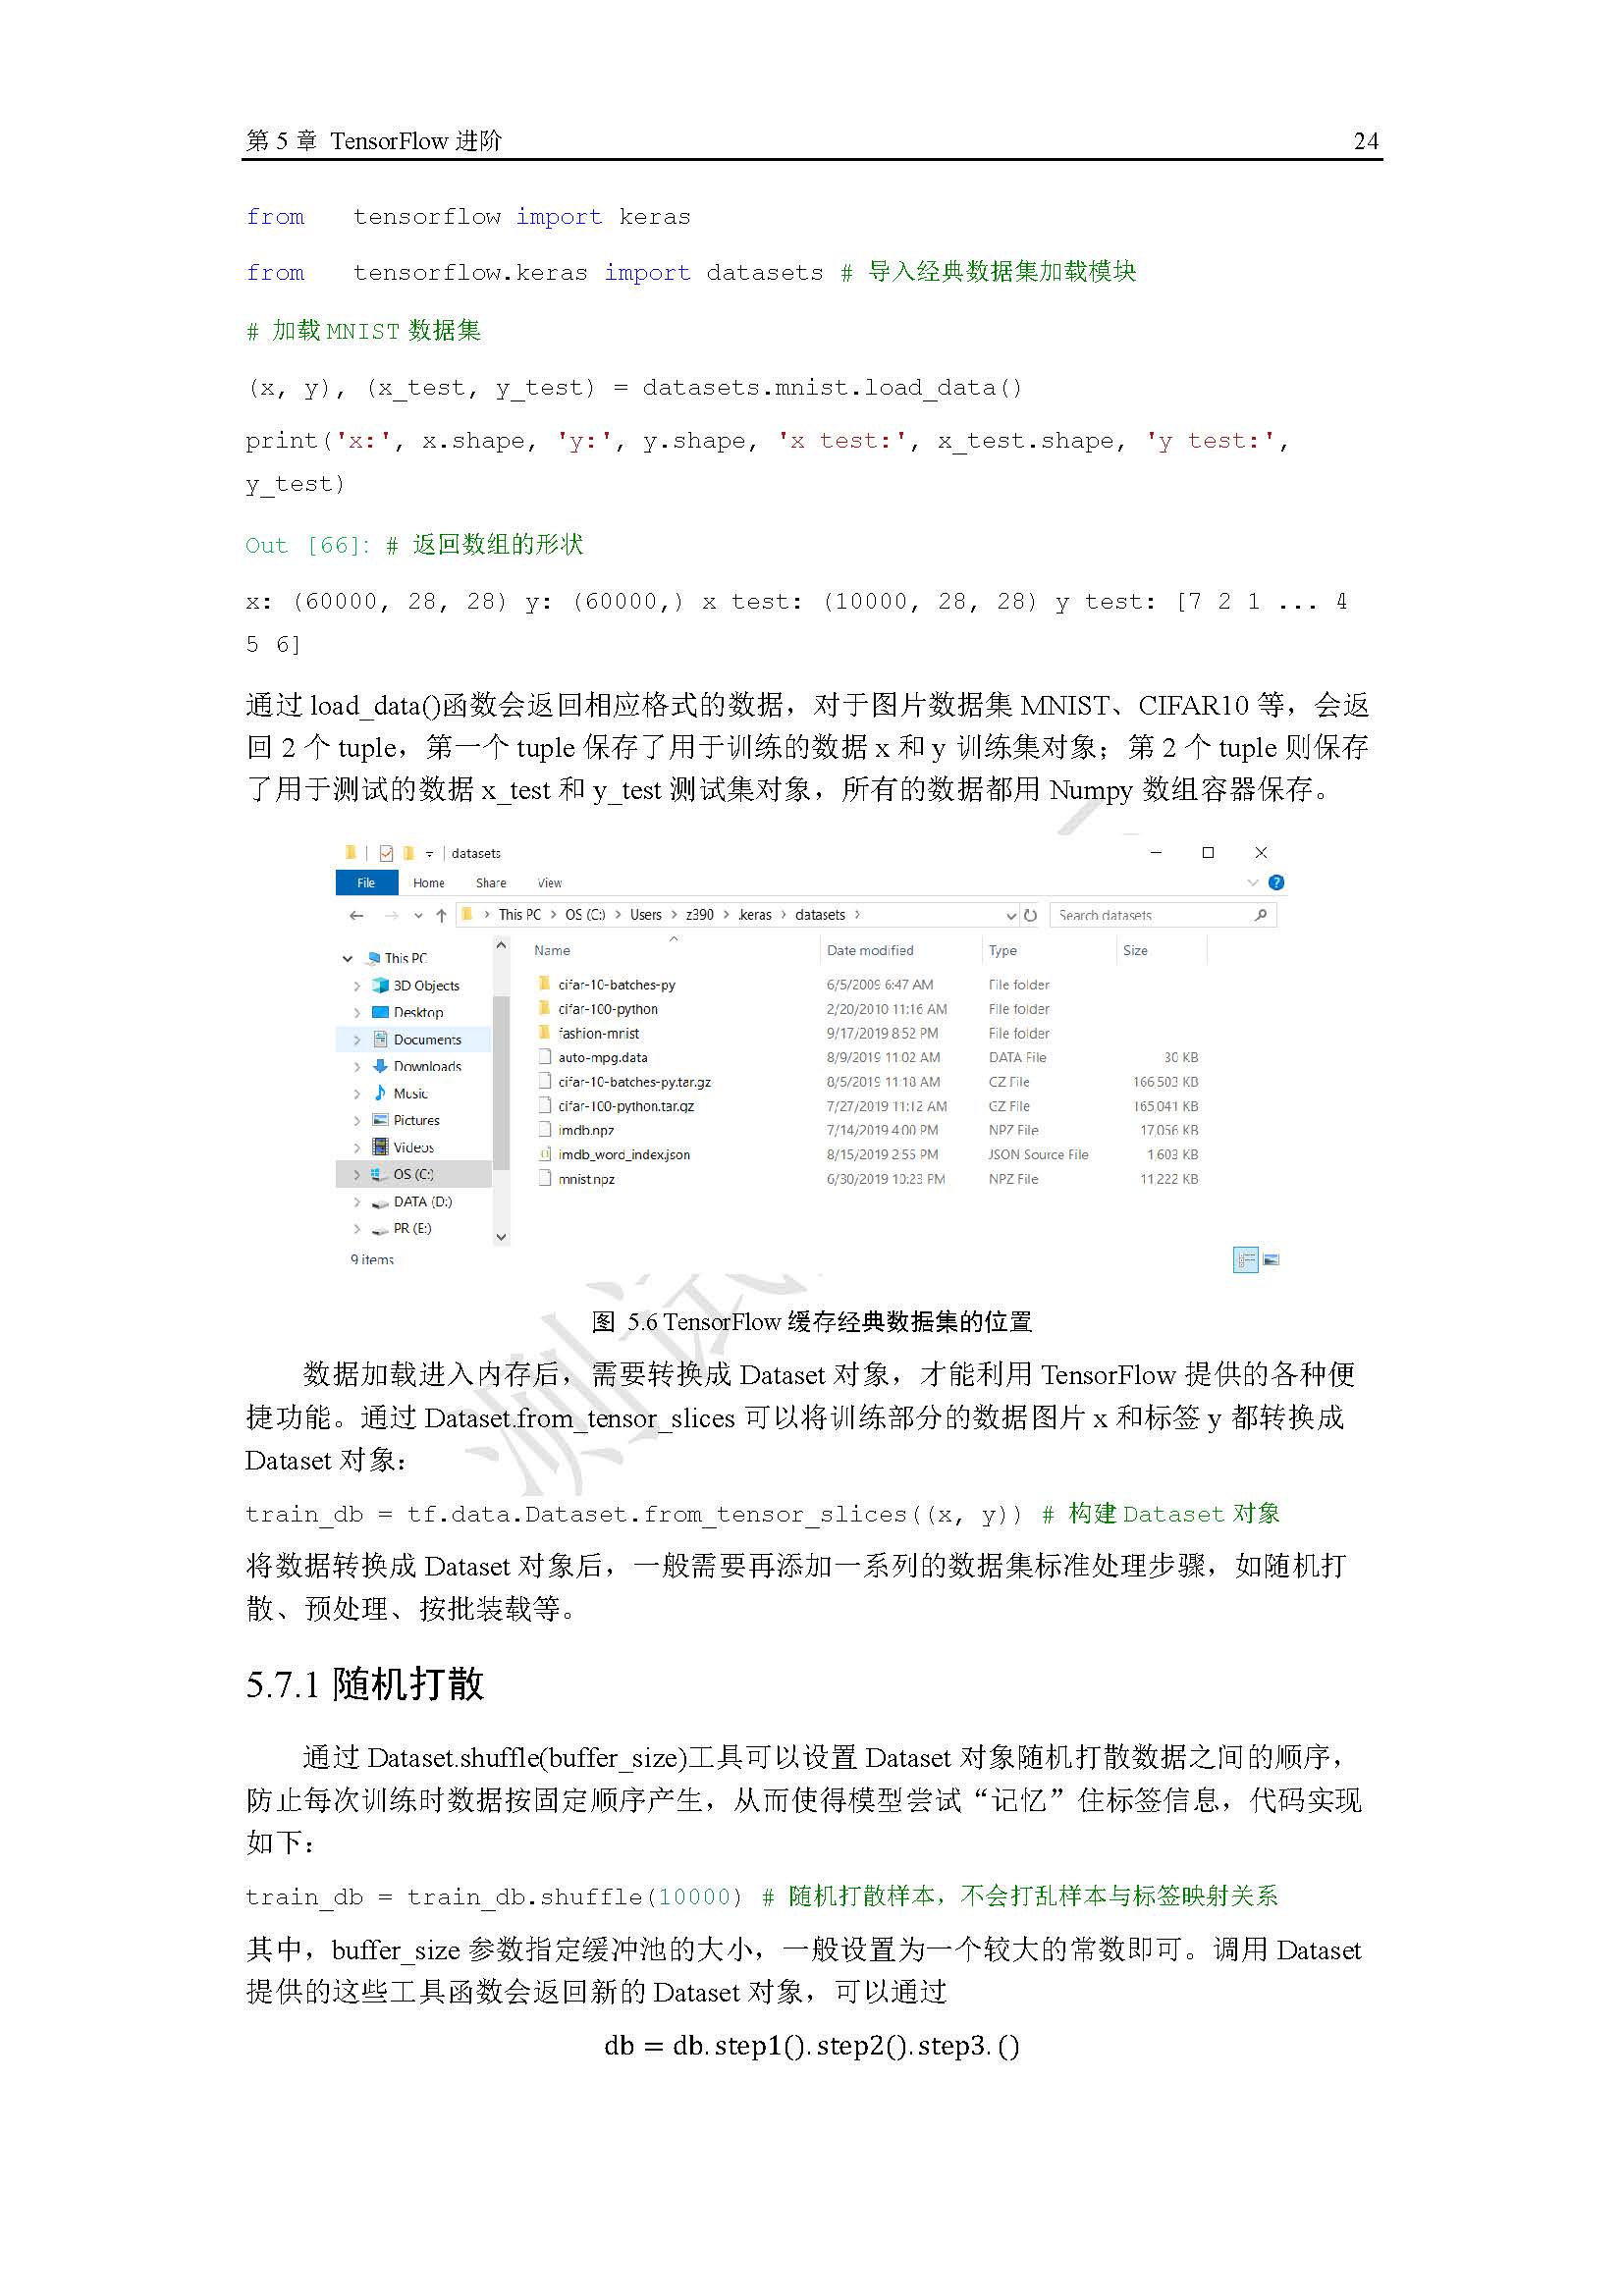 第 5 章 TensorFlow 进阶 24
from tensorflow import keras
from tensorflow.keras import datasets # 导入经典数据集加载模块
# 加载 MNIST 数据集
(x, y), (x_test, y_test) = datasets.mnist.load_data()
print('x:', x.shape, 'y:', y.shape, 'x test:', x_test.shape, 'y test:',
y_test)
Out [66]: # 返回数组的形状
x: (60000, 28, 28) y: (60000,) x test: (10000, 28, 28) y test: [7 2 1 ... 4
5 6]
通过 load_data()函数会返回相应格式的数据，对于图片数据集 MNIST、CIFAR10 等，会返
回 2 个 tuple，第一个 tuple 保存了用于训练的数据 x 和 y 训练集对象；第 2 个 tuple 则保存
了用于测试的数据 x_test 和 y_test 测试集对象，所有的数据都用 Numpy 数组容器保存。
datasets
File Home Share View
This PC > OS (C:) > Users > z390 > .keras > datasets > Search datasets
Name Date modified Type Size
This PC
3D Objects
Desktop
Documents
Downloads
Music
Pictures
Videos
OS (C:)
DATA (D:)
PR (E:)
cifar-10-batches-py 6/5/2009 6:47 AM File folder
cifar-100-python 2/20/2010 11:16 AM File folder
fashion-mnist 9/17/2019 8:52 PM File folder
auto-mpg.data 8/9/2019 11:02 AM DATA File 30 KB
cifar-10-batches-py.tar.gz 8/5/2019 11:18 AM GZ File 166,503 KB
cifar-100-python.tar.gz 7/27/2019 11:12 AM GZ File 165,041 KB
imdb.npz 7/14/2019 4:00 PM NPZ File 17,056 KB
imdb_word_index.json 8/15/2019 2:55 PM JSON Source File 1,603 KB
mnist.npz 6/30/2019 10:23 PM NPZ File 11,222 KB
9 items
测试
图 5.6 TensorFlow 缓存经典数据集的位置
数据加载进入内存后，需要转换成 Dataset 对象，才能利用 TensorFlow 提供的各种便
捷功能。通过 Dataset.from_tensor_slices 可以将训练部分的数据图片 x 和标签 y 都转换成
Dataset 对象：
train_db = tf.data.Dataset.from_tensor_slices((x, y)) # 构建 Dataset 对象
将数据转换成 Dataset 对象后，一般需要再添加一系列的数据集标准处理步骤，如随机打
散、预处理、按批装载等。
5.7.1 随机打散
通过 Dataset.shuffle(buffer_size)工具可以设置 Dataset 对象随机打散数据之间的顺序，
防止每次训练时数据按固定顺序产生，从而使得模型尝试“记忆”住标签信息，代码实现
如下：
train_db = train_db.shuffle(10000) # 随机打散样本，不会打乱样本与标签映射关系
其中，buffer_size 参数指定缓冲池的大小，一般设置为一个较大的常数即可。调用 Dataset
提供的这些工具函数会返回新的 Dataset 对象，可以通过
db = db. step1(). step2(). step3. ()